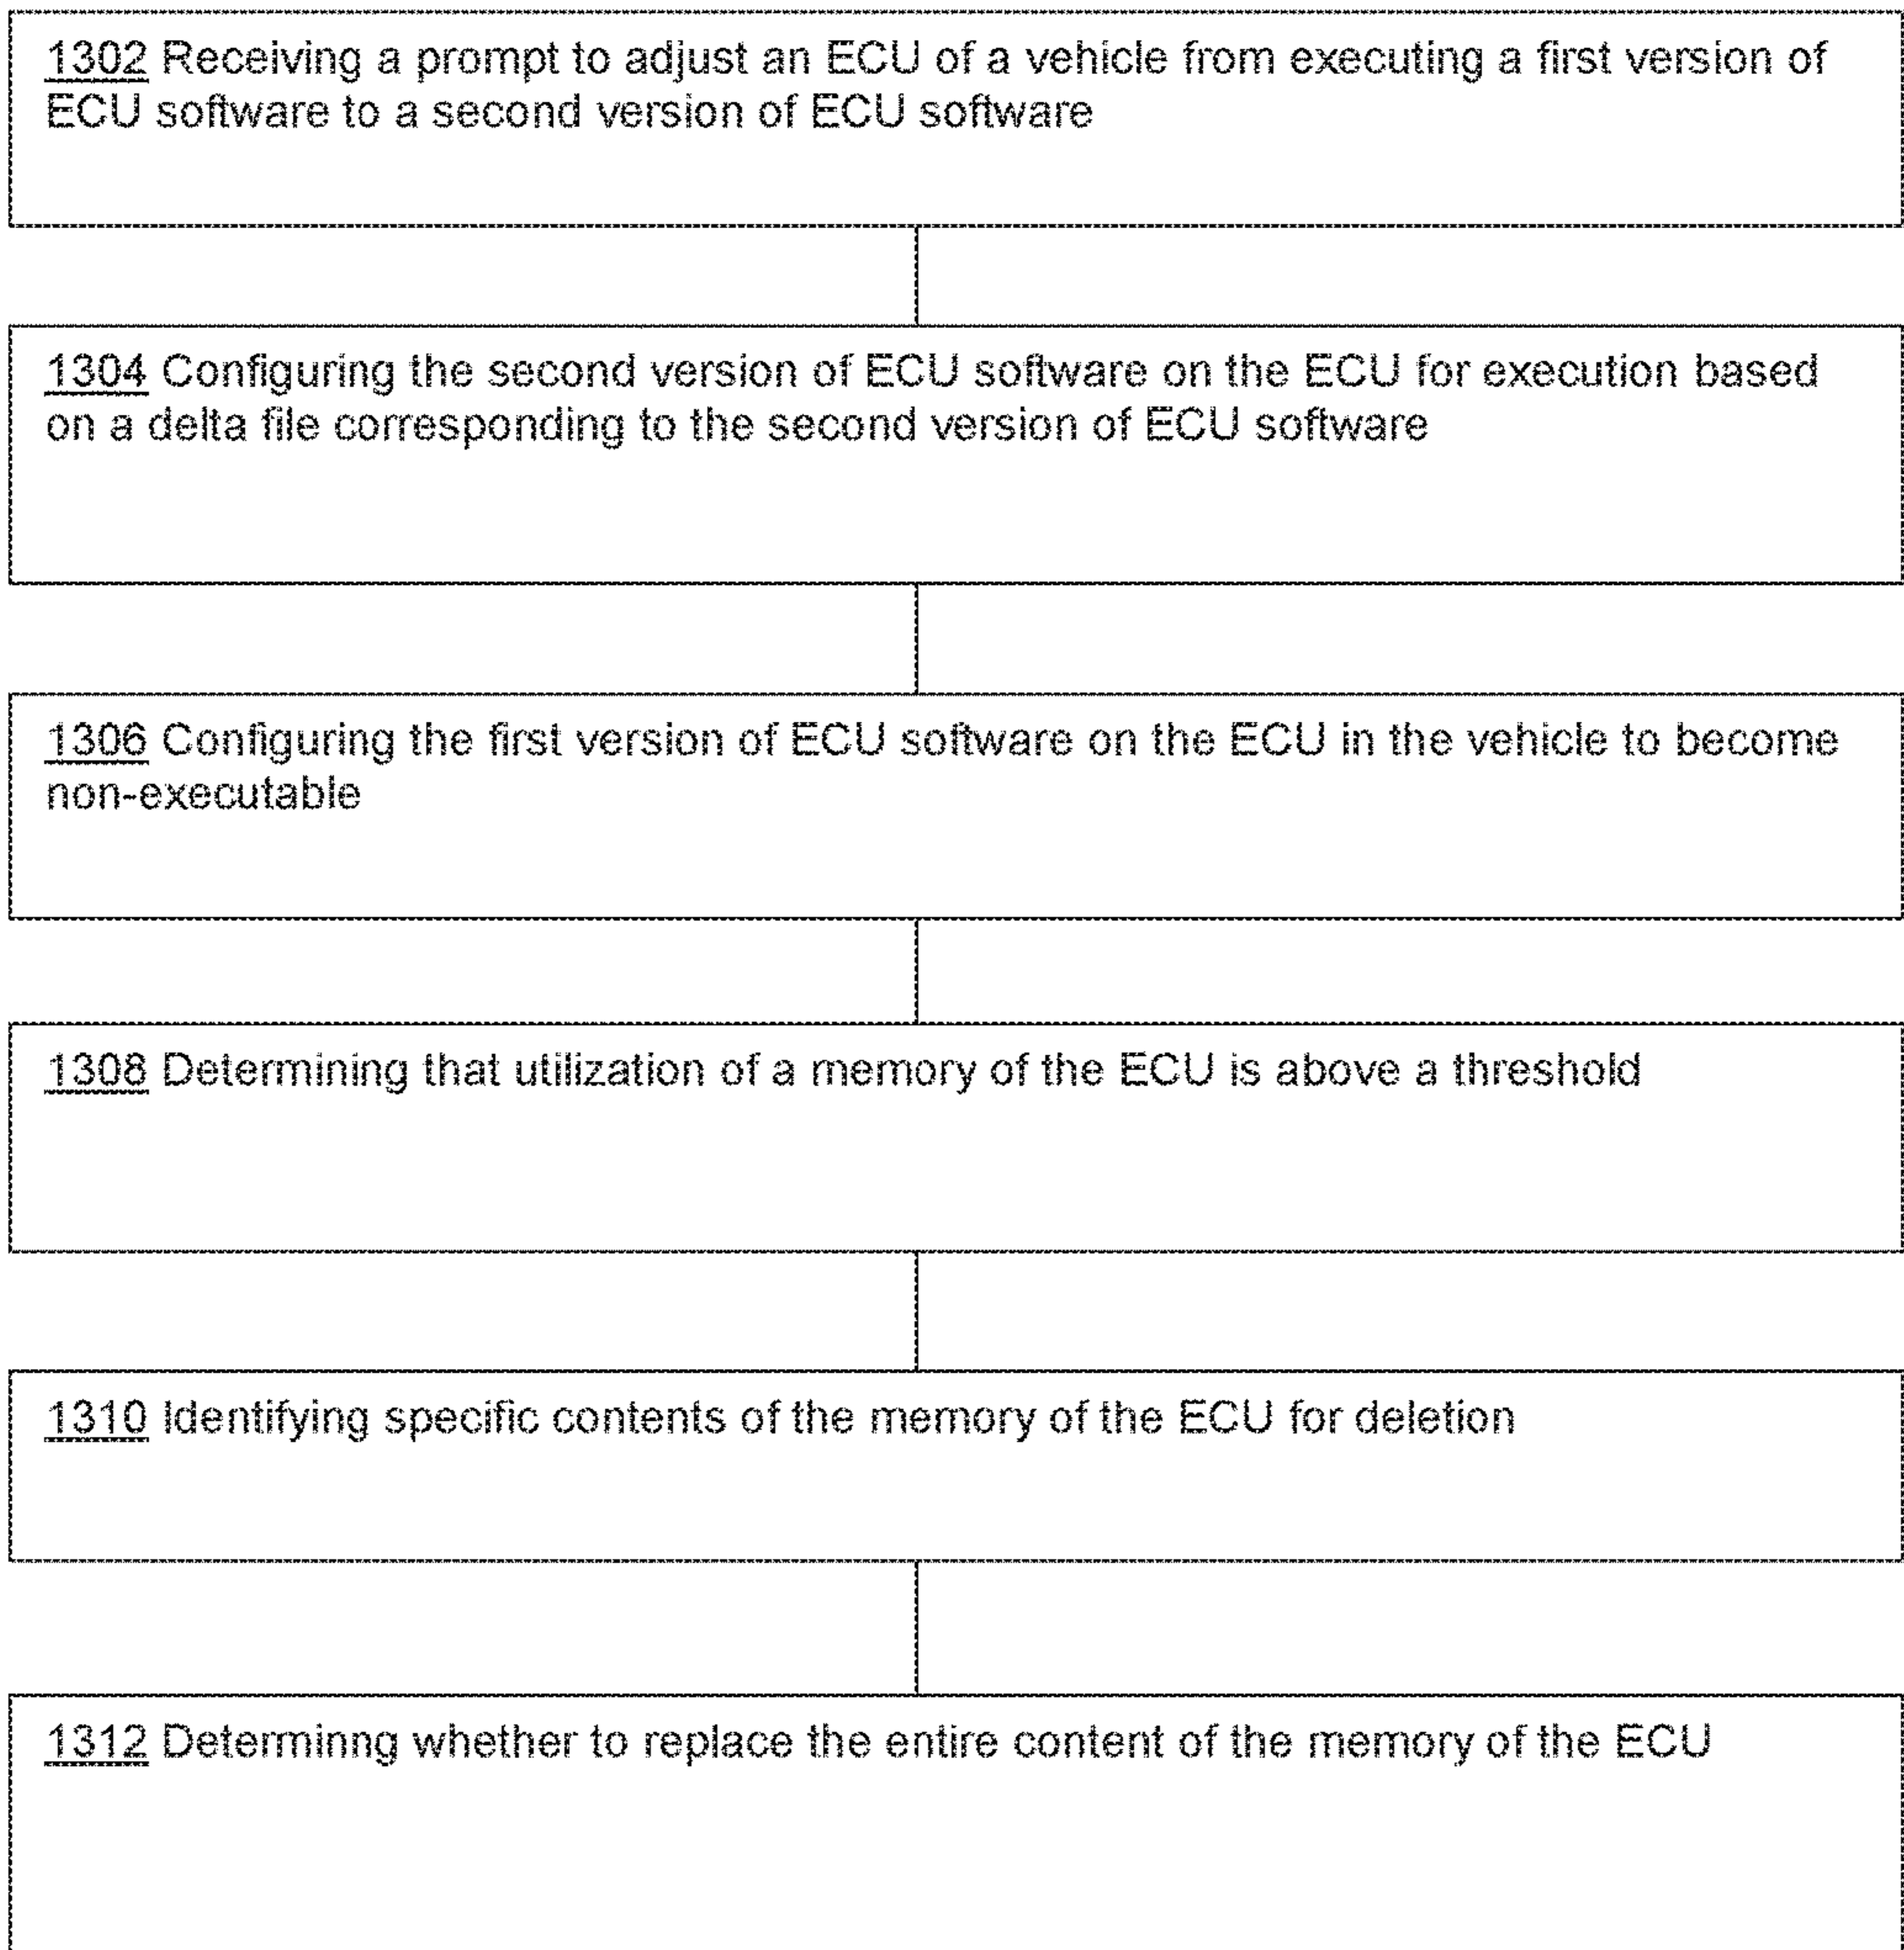 1302 Receiving a prompt to adjust an ECU of a vehicle from executing a first version of
ECU software to a second version of ECU software
1304 Configuring the second version of ECU software on the ECU for execution based
on a delta file corresponding to the second version of ECU software
1306 Configuring the first version of ECU software on the ECU in the vehicle to become
non-executable
1308 Determining that utilization of a memory of the ECU is above a threshold
1310 Identifying specific contents of the memory of the ECU for deletion
1312 Determinng whether to replace the entire content of the memory of the ECU